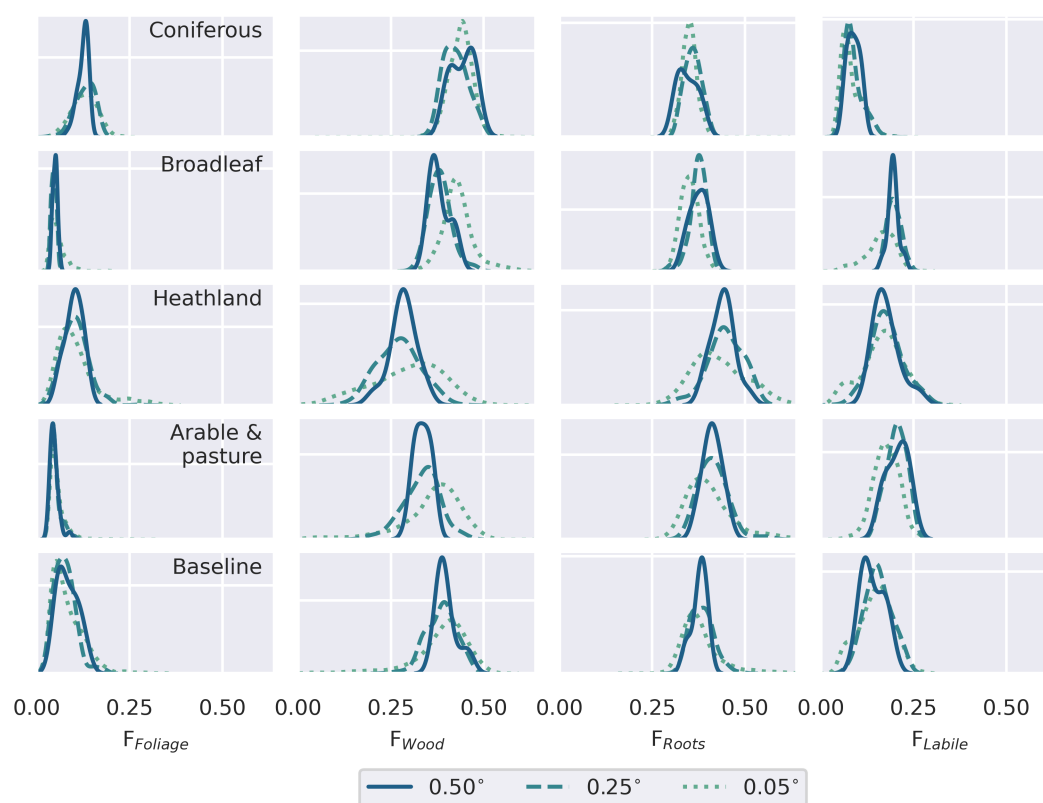 Coniferous
Broadleaf
Heathland
Arable &
pasture
Baseline
0.00 0.25 0.50 0.00 0.25 0.50 0.00 0.25 0.50 0.00 0.25 0.50
F_Foliage F_Wood F_Roots F_Labile
0.50° 0.25° 0.05°